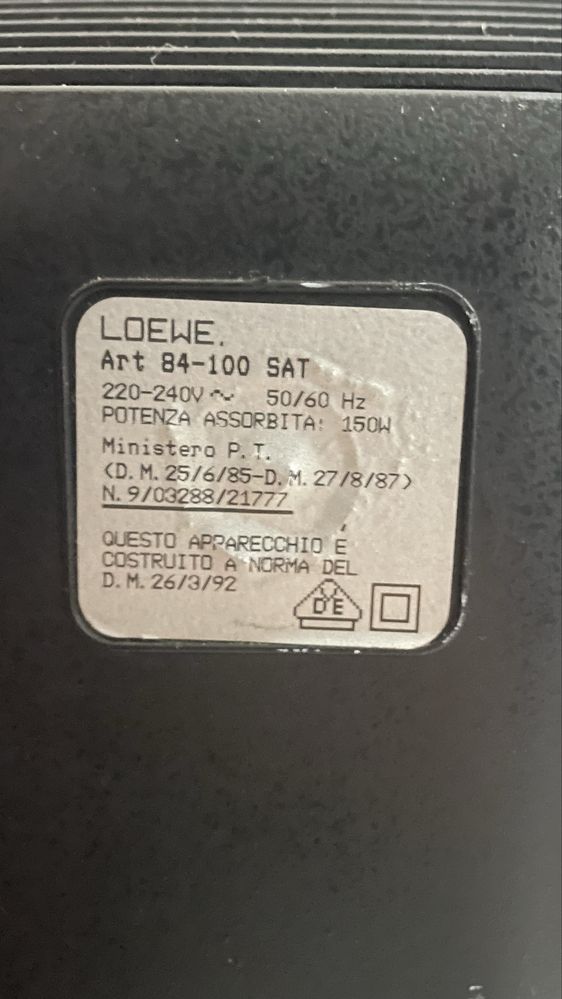 LOEWE.
Art 84-100 SAT
220-240V ~ 50/60 Hz
POTENZA ASSORBITA: 150W
Ministero P.T.
(D.M. 25/6/85-D.M. 27/8/87)
N. 9/03288/21777
QUESTO APPARECCHIO É
COSTRUITO A NORMA DEL
D.M. 26/3/92
DE